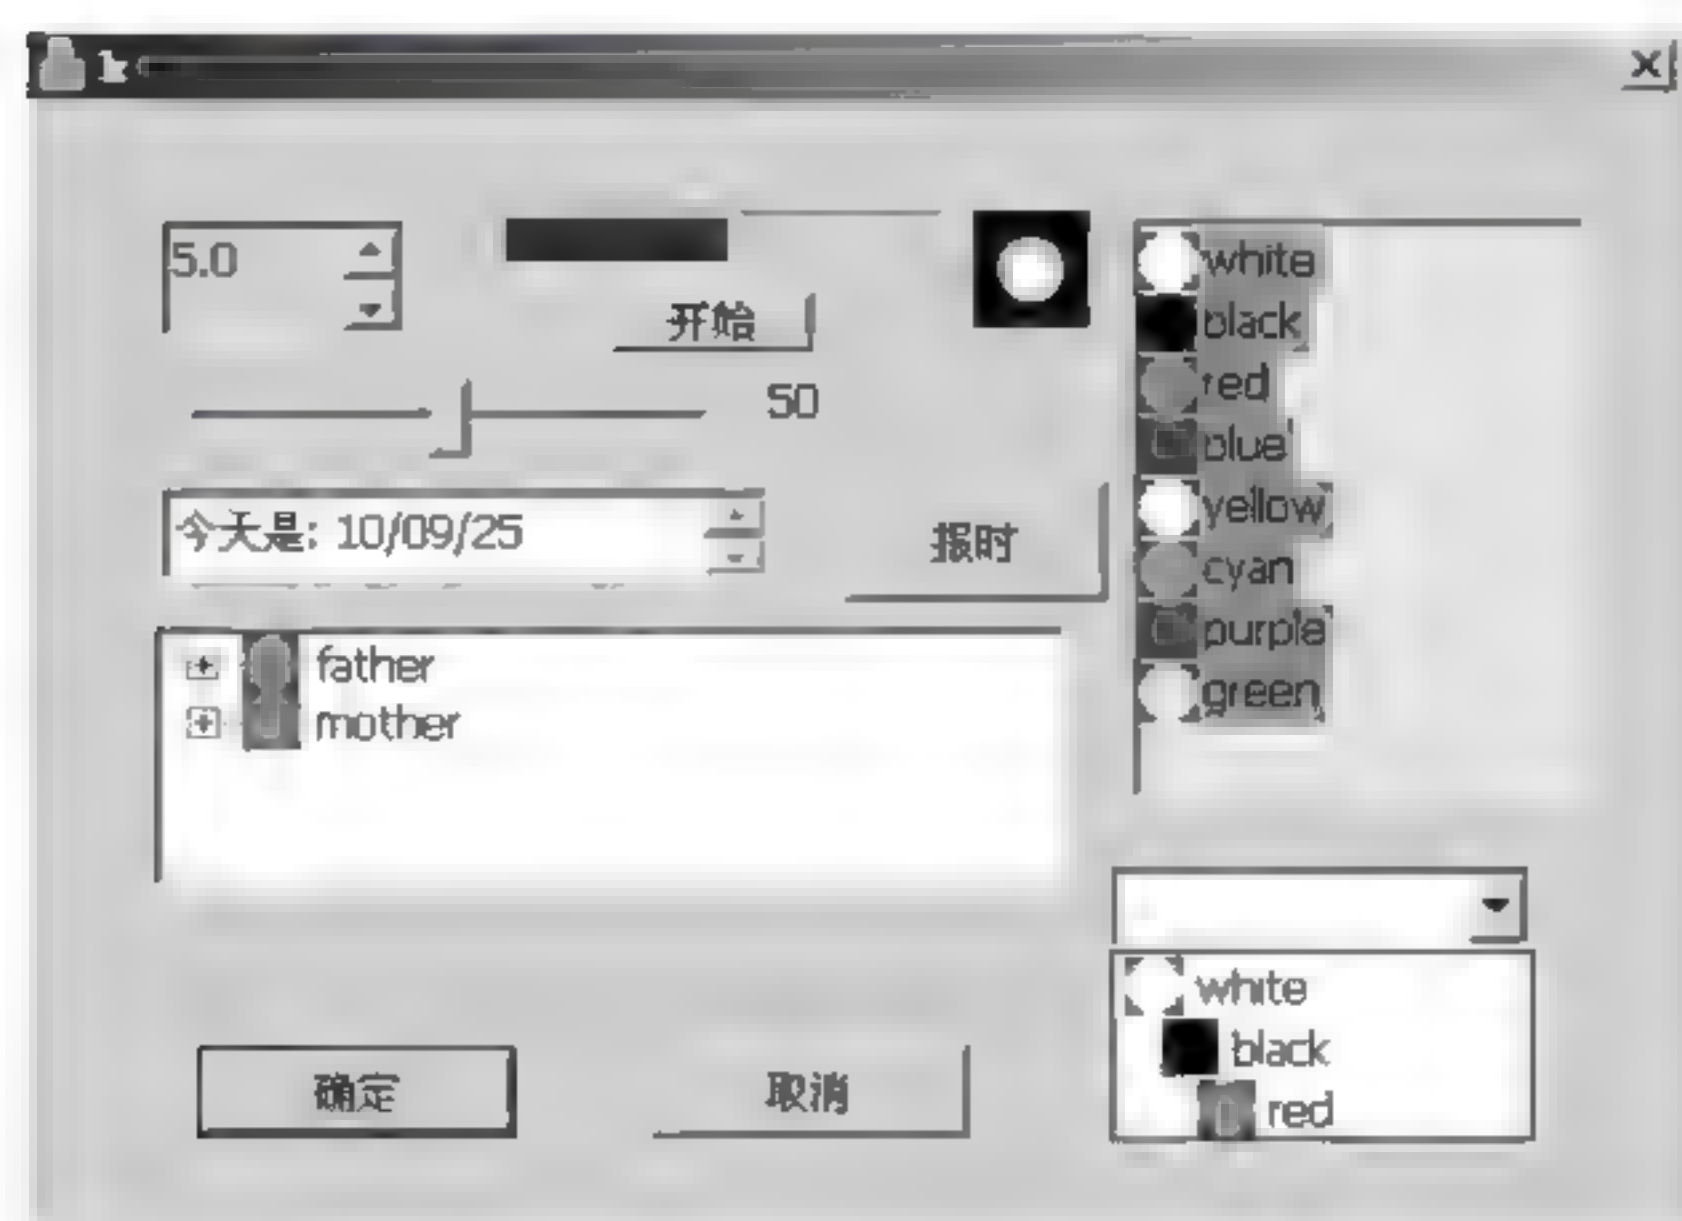 5.0
开始
50
今天是: 10/09/25
报时
father
mother
white
black
red
blue
yellow
cyan
purple
green
white
black
red
确定
取消